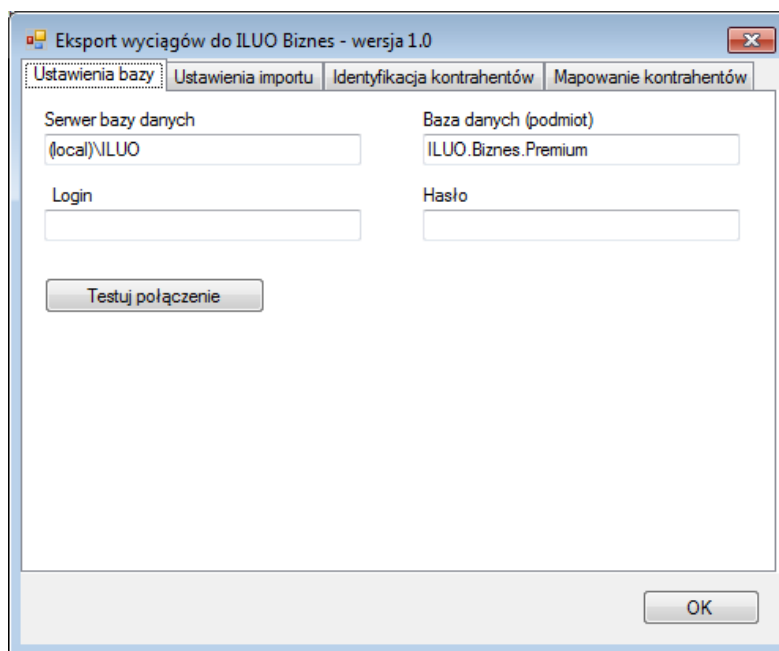 Eksport wyciągów do ILUO Biznes - wersja 1.0
Ustawienia bazy Ustawienia importu Identyfikacja kontrahentów Mapowanie kontrahentów
Serwer bazy danych Baza danych (podmiot)
(local)\ILUO ILUO.Biznes.Premium
Login Hasło
Testuj połączenie
OK